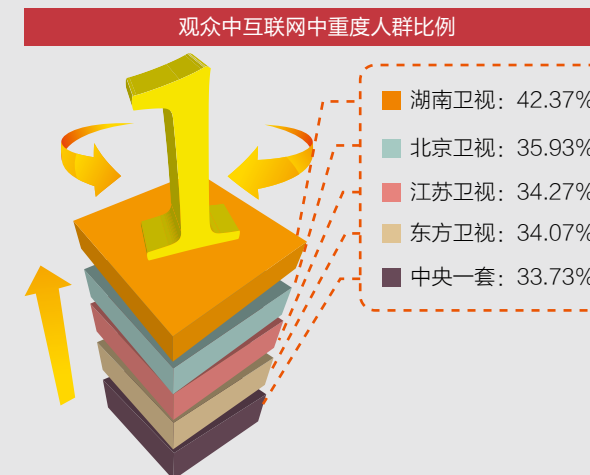 观众中互联网中重度人群比例
1
湖南卫视：42.37%
北京卫视：35.93%
江苏卫视：34.27%
东方卫视：34.07%
中央一套：33.73%